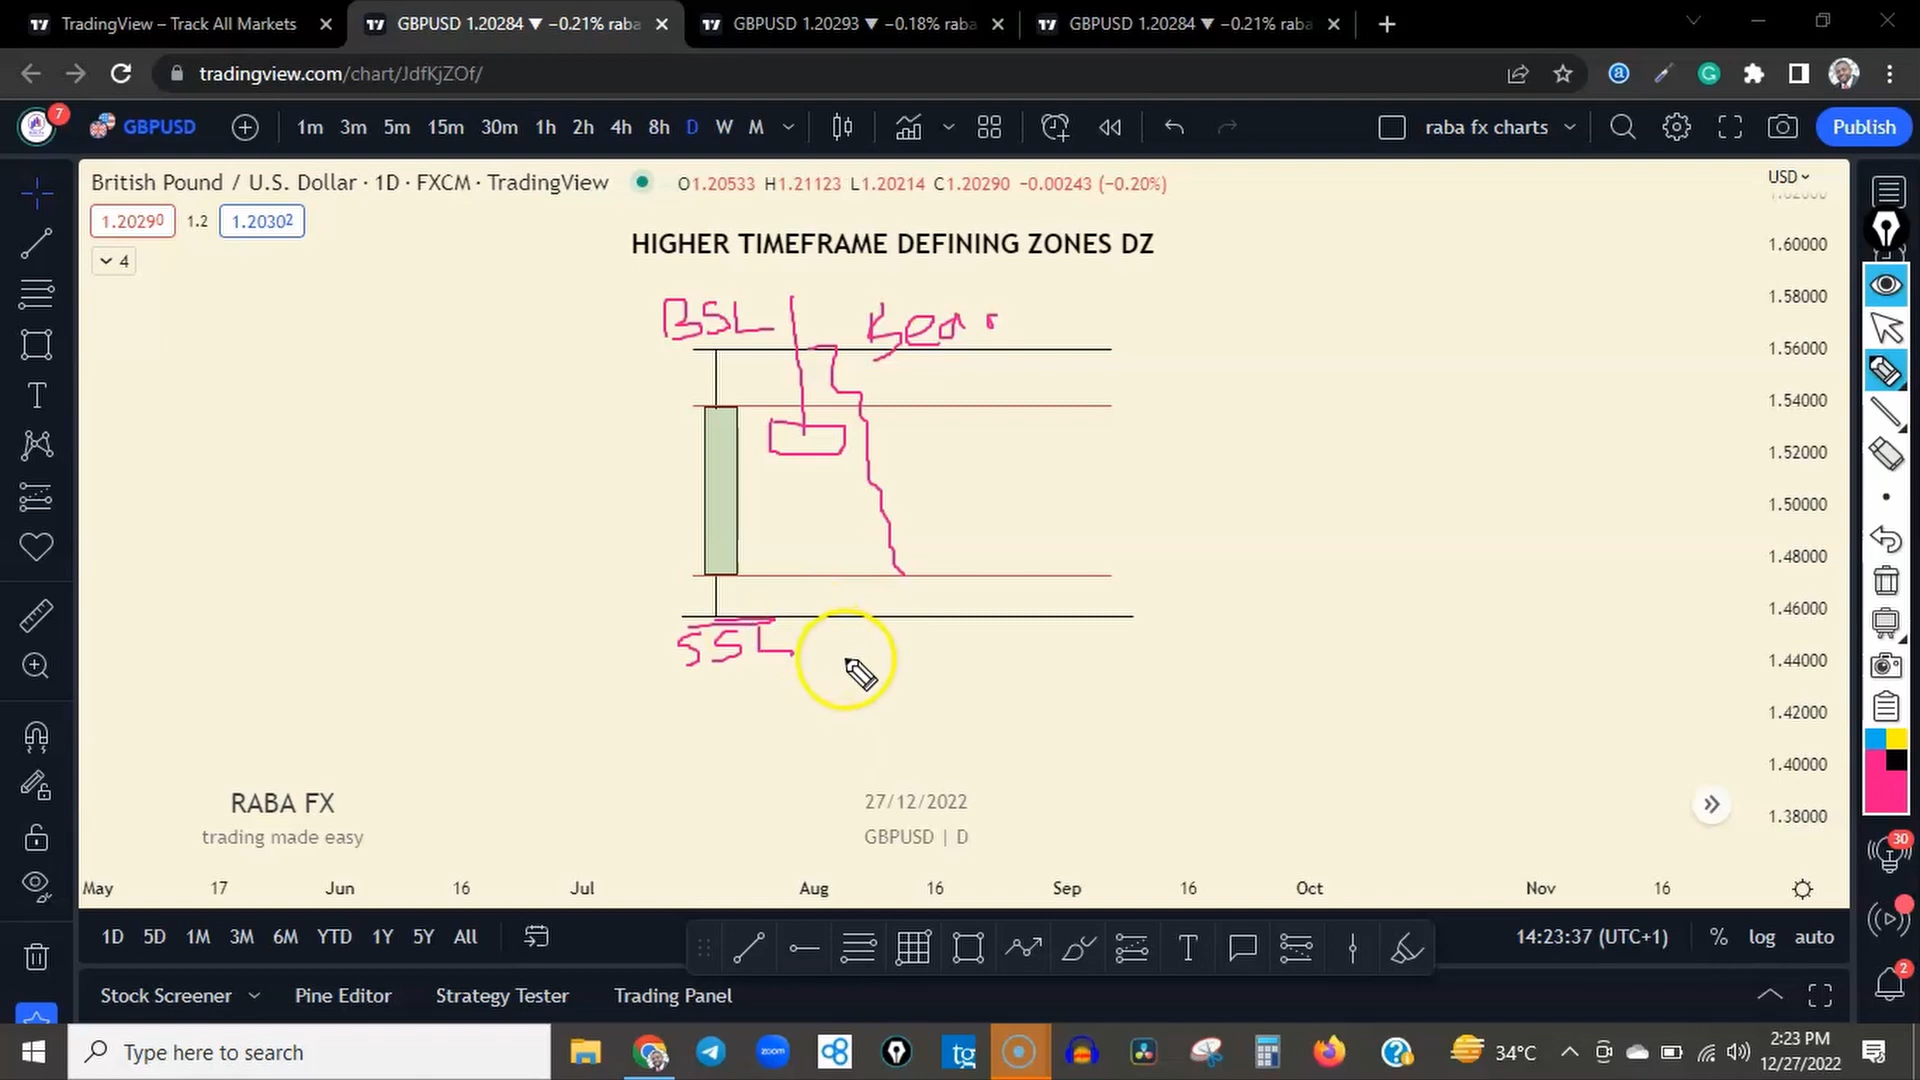 TradingView – Track All Markets
GBPUSD 1.20284 ▼ −0.21% raba
GBPUSD 1.20293 ▼ −0.18% raba
GBPUSD 1.20284 ▼ −0.21% raba
tradingview.com/chart/JdfKjZOf/
7
GBPUSD
1m 3m 5m 15m 30m 1h 2h 4h 8h D W M
raba fx charts
Publish
British Pound / U.S. Dollar · 1D · FXCM · TradingView
O1.20533 H1.21123 L1.20214 C1.20290 −0.00243 (−0.20%)
USD
1.20290
1.2
1.20302
4
HIGHER TIMEFRAME DEFINING ZONES DZ
BSL
SSL
1.60000
1.58000
1.56000
1.54000
1.52000
1.50000
1.48000
1.46000
1.44000
1.42000
1.40000
1.38000
RABA FX
trading made easy
27/12/2022
GBPUSD | D
May 17 Jun 16 Jul Aug 16 Sep 16 Oct Nov 16
30
1D 5D 1M 3M 6M YTD 1Y 5Y All
14:23:37 (UTC+1) % log auto
2
Stock Screener Pine Editor Strategy Tester Trading Panel
Type here to search
zoom
tg
34°C
2:23 PM
12/27/2022